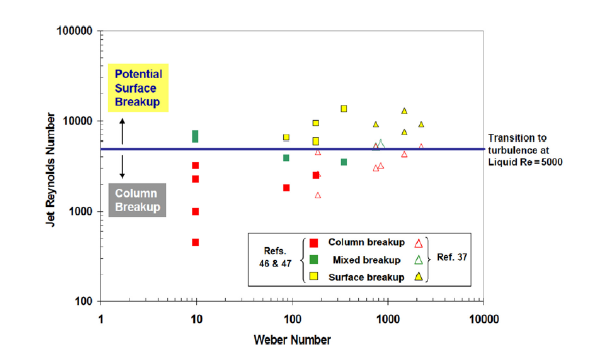 100000
10000
1000
100
Jet Reynolds Number
Potential
Surface
Breakup
Column
Breakup
Transition to
turbulence at
Liquid Re = 5000
Refs.
46 & 47
Column breakup
Mixed breakup
Surface breakup
Ref. 37
1
10
100
1000
10000
Weber Number